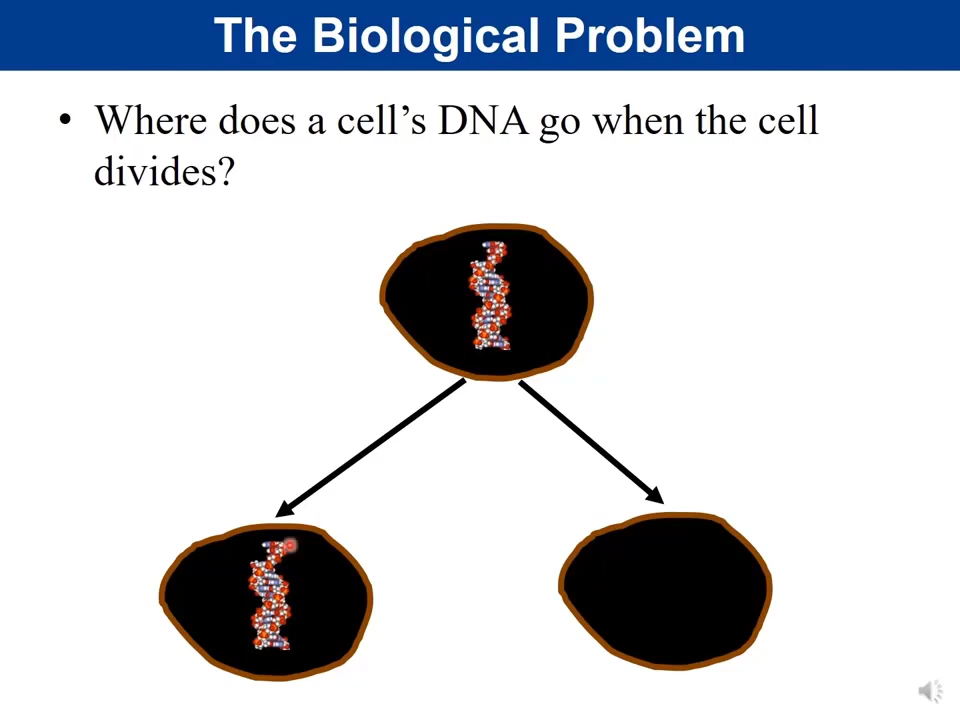 The Biological Problem
• Where does a cell’s DNA go when the cell
divides?